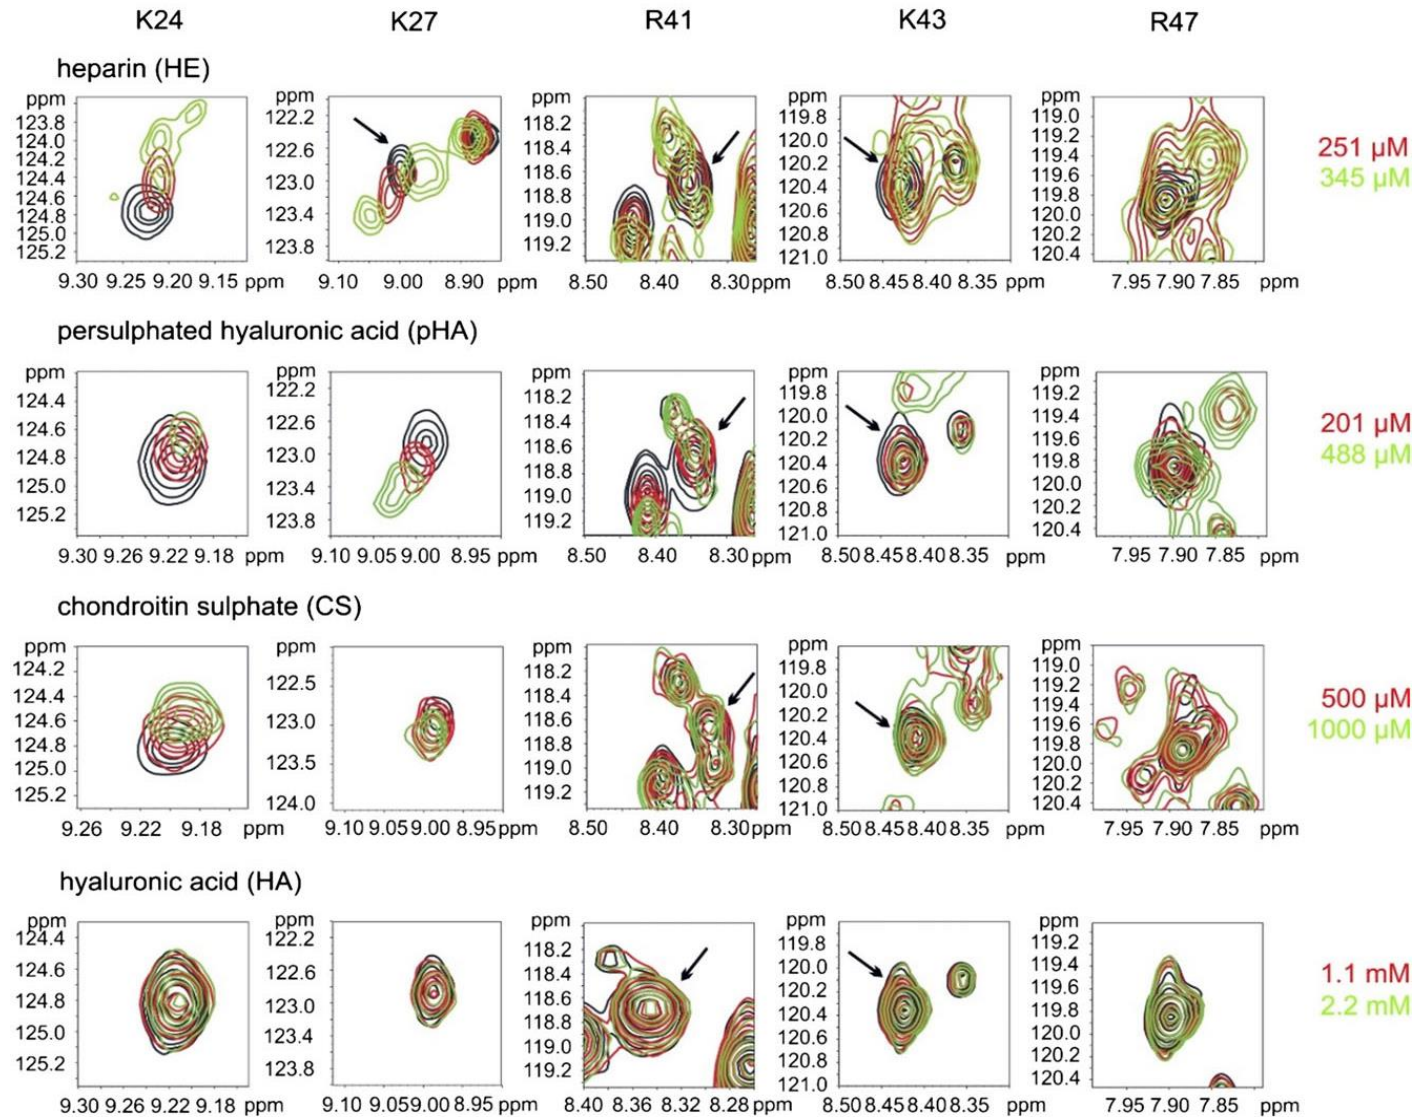 K24 K27 R41 K43 R47
heparin (HE)
ppm ppm ppm ppm ppm
123.8 122.2 118.2 119.8 119.0
124.0 122.6 118.4 120.0 119.2
124.2 123.0 118.6 120.2 119.4
124.4 123.4 118.8 120.4 119.6
124.6 123.8 119.0 120.6 119.8
124.8 119.2 120.8 120.0
125.0 121.0 120.2
125.2 120.4
9.30 9.25 9.20 9.15 ppm 9.10 9.00 8.90 ppm 8.50 8.40 8.30 ppm 8.50 8.45 8.40 8.35 ppm 7.95 7.90 7.85 ppm
251 µM
345 µM
persulphated hyaluronic acid (pHA)
ppm ppm ppm ppm ppm
124.4 122.2 118.2 119.8 119.2
124.6 122.6 118.4 120.0 119.4
124.8 123.0 118.6 120.2 119.6
125.0 123.4 118.8 120.4 119.8
125.2 123.8 119.0 120.6 120.0
119.2 120.8 120.2
121.0 120.4
9.30 9.26 9.22 9.18 ppm 9.10 9.05 9.00 8.95 ppm 8.50 8.40 8.30 ppm 8.50 8.45 8.40 8.35 ppm 7.95 7.90 7.85 ppm
201 µM
488 µM
chondroitin sulphate (CS)
ppm ppm ppm ppm ppm
124.2 122.5 118.2 119.8 119.0
124.4 123.0 118.4 120.0 119.2
124.6 123.5 118.6 120.2 119.4
124.8 124.0 118.8 120.4 119.6
125.0 119.0 120.6 119.8
125.2 119.2 120.8 120.0
121.0 120.2
120.4
9.26 9.22 9.18 ppm 9.10 9.05 9.00 8.95 ppm 8.50 8.40 8.30 ppm 8.50 8.45 8.40 8.35 ppm 7.95 7.90 7.85 ppm
500 µM
1000 µM
hyaluronic acid (HA)
ppm ppm ppm ppm ppm
124.4 122.2 118.2 119.8 119.2
124.6 122.6 118.4 120.0 119.4
124.8 123.0 118.6 120.2 119.6
125.0 123.4 118.8 120.4 119.8
125.2 123.8 119.0 120.6 120.0
119.2 120.8 120.2
121.0 120.4
9.30 9.26 9.22 9.18 ppm 9.10 9.05 9.00 8.95 ppm 8.40 8.36 8.32 8.28 ppm 8.50 8.45 8.40 8.35 ppm 7.95 7.90 7.85 ppm
1.1 mM
2.2 mM